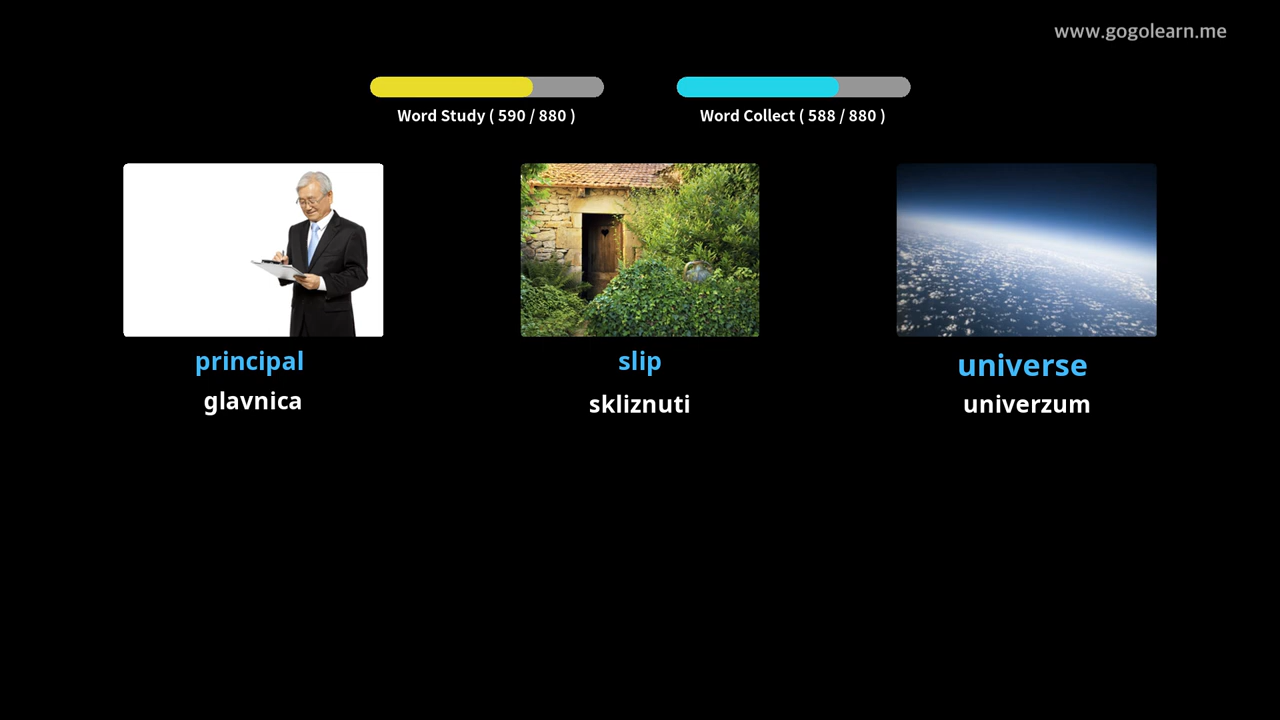 www.gogolearn.me
Word Study ( 590 / 880 )
Word Collect ( 588 / 880 )
principal
glavnica
slip
skliznuti
universe
univerzum